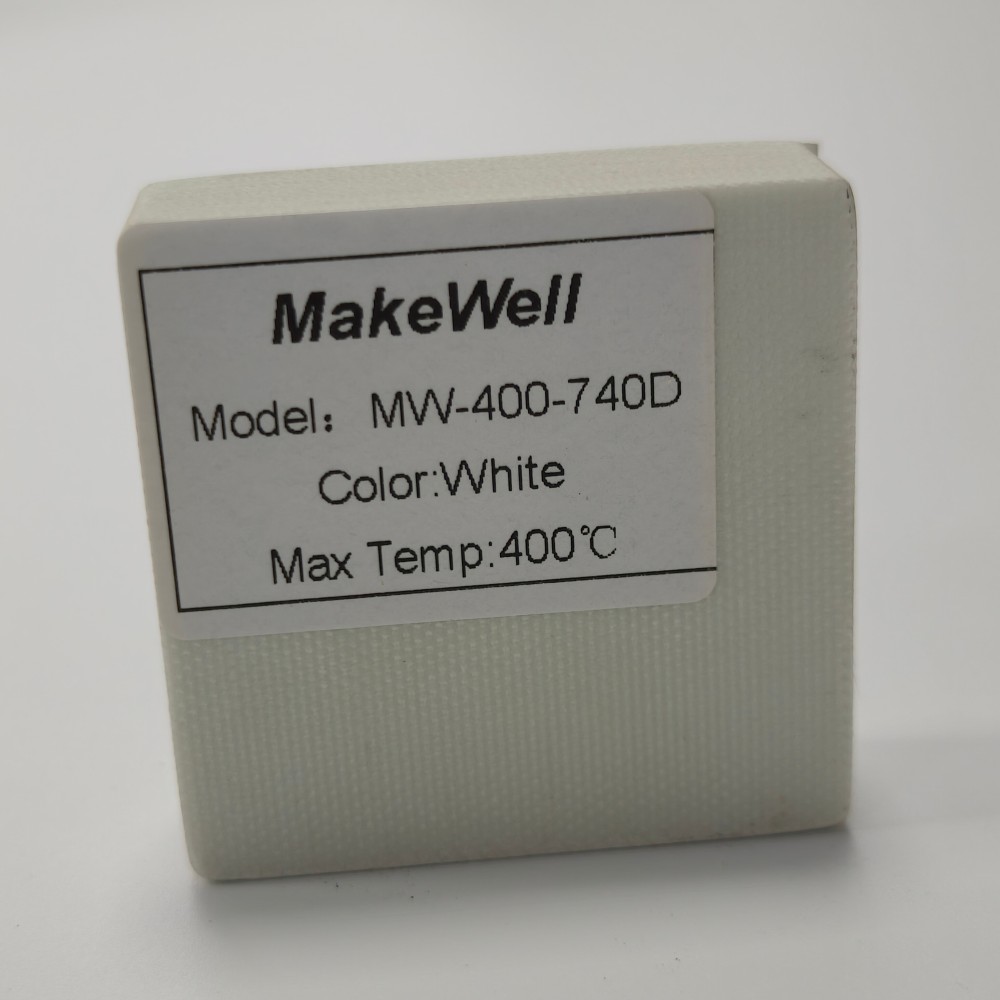 MakeWell
Model： MW-400-740D
Color:White
Max Temp:400℃